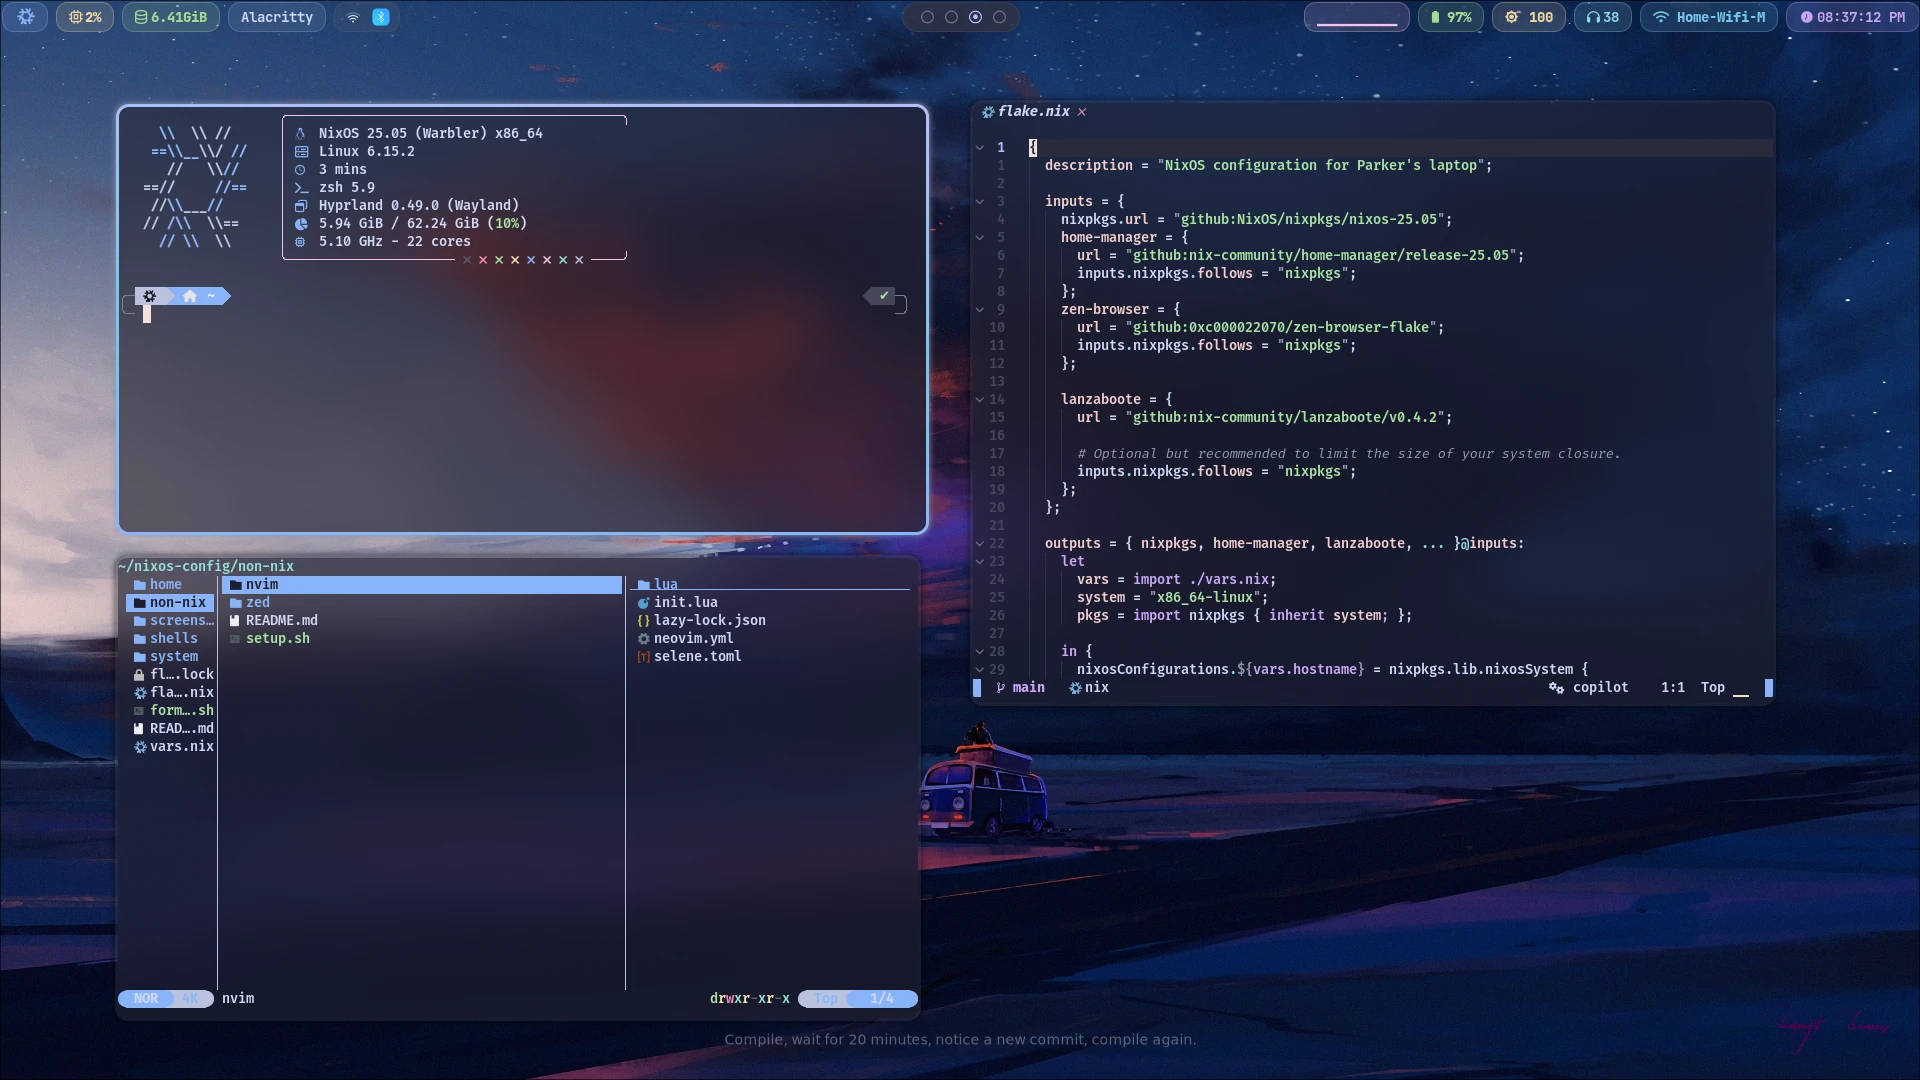 2% 6.41GiB Alacritty 97% 100 38 Home-Wifi-M 08:37:12 PM
NixOS 25.05 (Warbler) x86_64
Linux 6.15.2
3 mins
zsh 5.9
Hyprland 0.49.0 (Wayland)
5.94 GiB / 62.24 GiB (10%)
5.10 GHz - 22 cores
~
~/nixos-config/non-nix
home
non-nix
screens…
shells
system
fl….lock
fla….nix
form….sh
READ….md
vars.nix
nvim
zed
README.md
setup.sh
lua
init.lua
lazy-lock.json
neovim.yml
selene.toml
NOR 4K nvim drwxr-xr-x Top 1/4
flake.nix ×
1 {
1 description = "NixOS configuration for Parker's laptop";
2
3 inputs = {
4 nixpkgs.url = "github:NixOS/nixpkgs/nixos-25.05";
5 home-manager = {
6 url = "github:nix-community/home-manager/release-25.05";
7 inputs.nixpkgs.follows = "nixpkgs";
8 };
9 zen-browser = {
10 url = "github:0xc000022070/zen-browser-flake";
11 inputs.nixpkgs.follows = "nixpkgs";
12 };
13
14 lanzaboote = {
15 url = "github:nix-community/lanzaboote/v0.4.2";
16
17 # Optional but recommended to limit the size of your system closure.
18 inputs.nixpkgs.follows = "nixpkgs";
19 };
20 };
21
22 outputs = { nixpkgs, home-manager, lanzaboote, ... }@inputs:
23 let
24 vars = import ./vars.nix;
25 system = "x86_64-linux";
26 pkgs = import nixpkgs { inherit system; };
27
28 in {
29 nixosConfigurations.${vars.hostname} = nixpkgs.lib.nixosSystem {
main nix copilot 1:1 Top
Compile, wait for 20 minutes, notice a new commit, compile again.